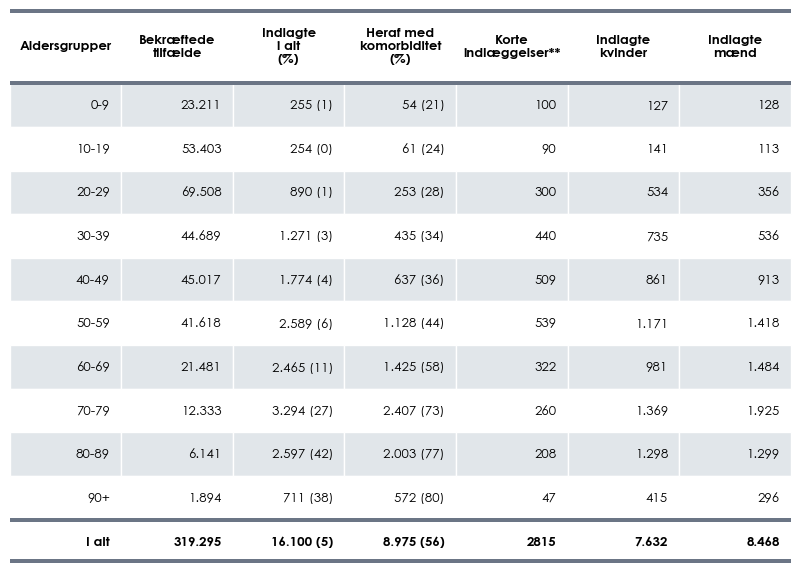 Aldersgrupper Bekræftede tilfælde Indlagte I alt (%) Heraf med komorbiditet (%) Korte indlæggelser** Indlagte kvinder Indlagte mænd
0-9 23.211 255 (1) 54 (21) 100 127 128
10-19 53.403 254 (0) 61 (24) 90 141 113
20-29 69.508 890 (1) 253 (28) 300 534 356
30-39 44.689 1.271 (3) 435 (34) 440 735 536
40-49 45.017 1.774 (4) 637 (36) 509 861 913
50-59 41.618 2.589 (6) 1.128 (44) 539 1.171 1.418
60-69 21.481 2.465 (11) 1.425 (58) 322 981 1.484
70-79 12.333 3.294 (27) 2.407 (73) 260 1.369 1.925
80-89 6.141 2.597 (42) 2.003 (77) 208 1.298 1.299
90+ 1.894 711 (38) 572 (80) 47 415 296
I alt 319.295 16.100 (5) 8.975 (56) 2815 7.632 8.468